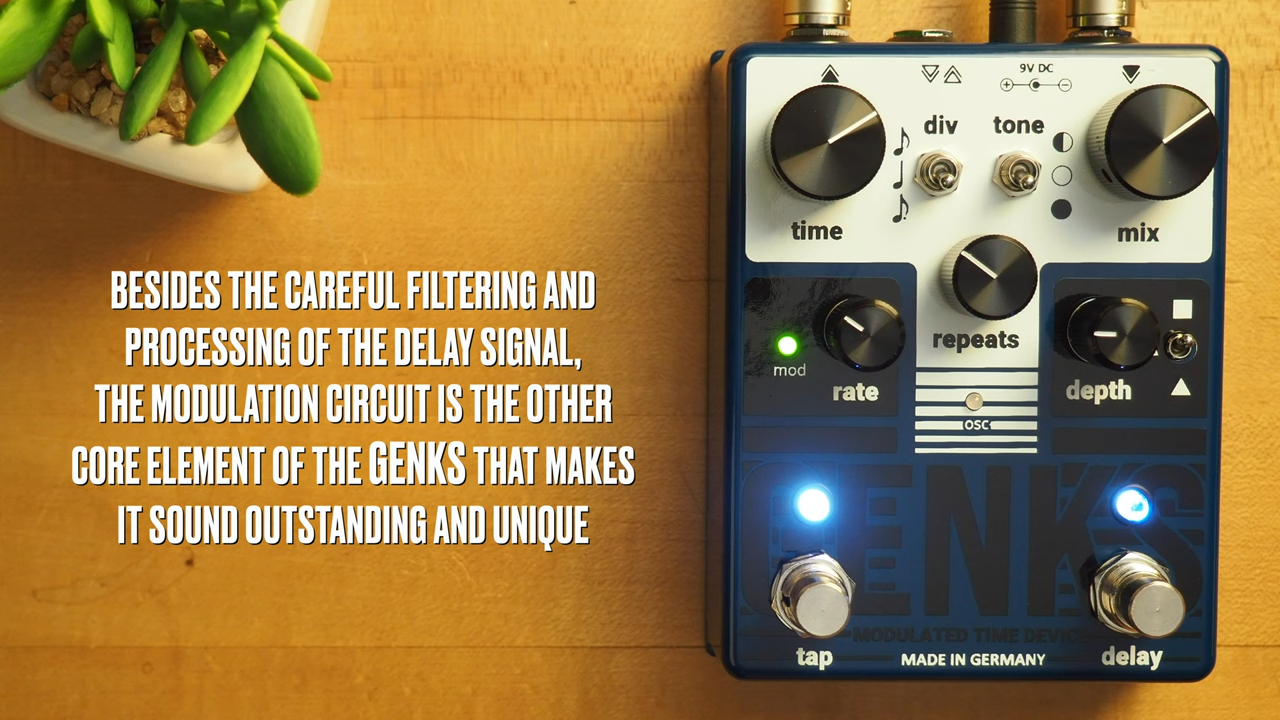 BESIDES THE CAREFUL FILTERING AND
PROCESSING OF THE DELAY SIGNAL,
THE MODULATION CIRCUIT IS THE OTHER
CORE ELEMENT OF THE GENKS THAT MAKES
IT SOUND OUTSTANDING AND UNIQUE
9V DC
div
tone
time
mix
repeats
mod
rate
depth
OSC
GENKS
MODULATED TIME DEVICE
tap
MADE IN GERMANY
delay